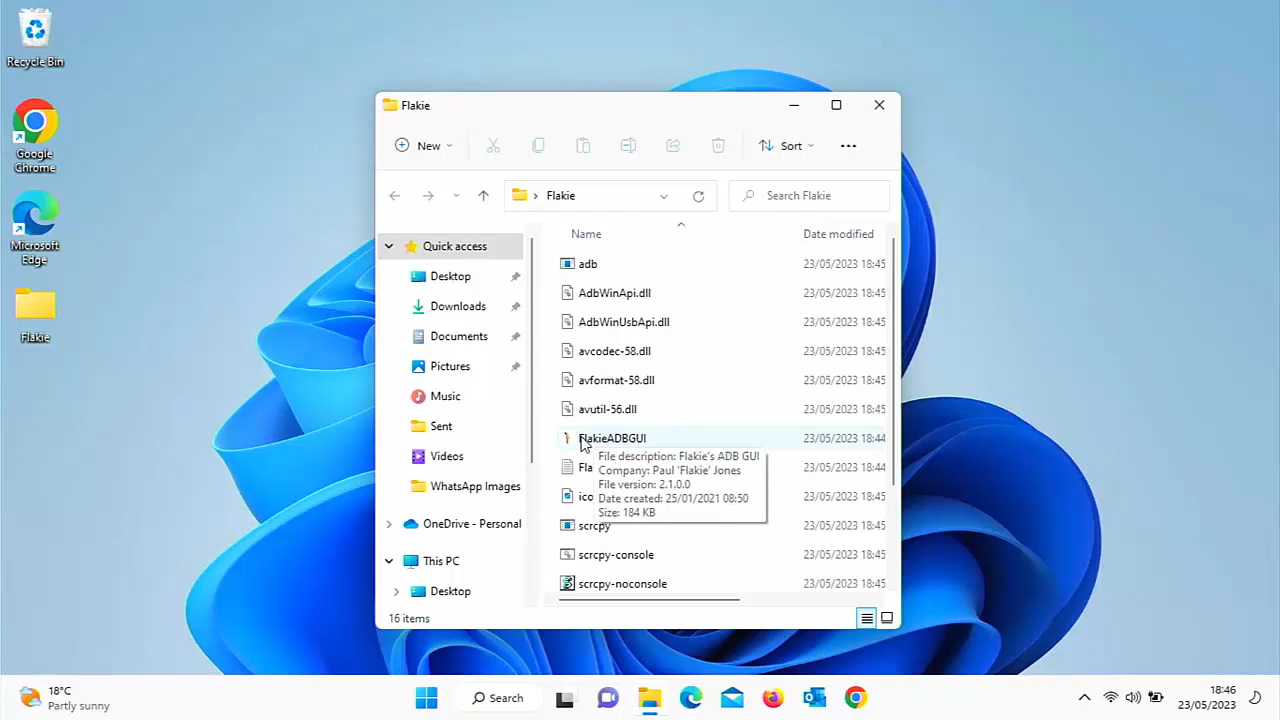 Recycle Bin
Google
Chrome
Microsoft
Edge
Flakie
Flakie
New
Sort
Flakie
Search Flakie
Name
Date modified
Quick access
Desktop
Downloads
Documents
Pictures
Music
Sent
Videos
WhatsApp Images
OneDrive - Personal
This PC
Desktop
adb 23/05/2023 18:45
AdbWinApi.dll 23/05/2023 18:45
AdbWinUsbApi.dll 23/05/2023 18:45
avcodec-58.dll 23/05/2023 18:45
avformat-58.dll 23/05/2023 18:45
avutil-56.dll 23/05/2023 18:45
FlakieADBGUI 23/05/2023 18:44
File description: Flakie's ADB GUI
Fla 23/05/2023 18:44
Company: Paul 'Flakie' Jones
File version: 2.1.0.0
ico 23/05/2023 18:45
Date created: 25/01/2021 08:50
Size: 184 KB
scrcpy 23/05/2023 18:45
scrcpy-console 23/05/2023 18:45
scrcpy-noconsole 23/05/2023 18:45
16 items
18°C
Partly sunny
Search
18:46
23/05/2023